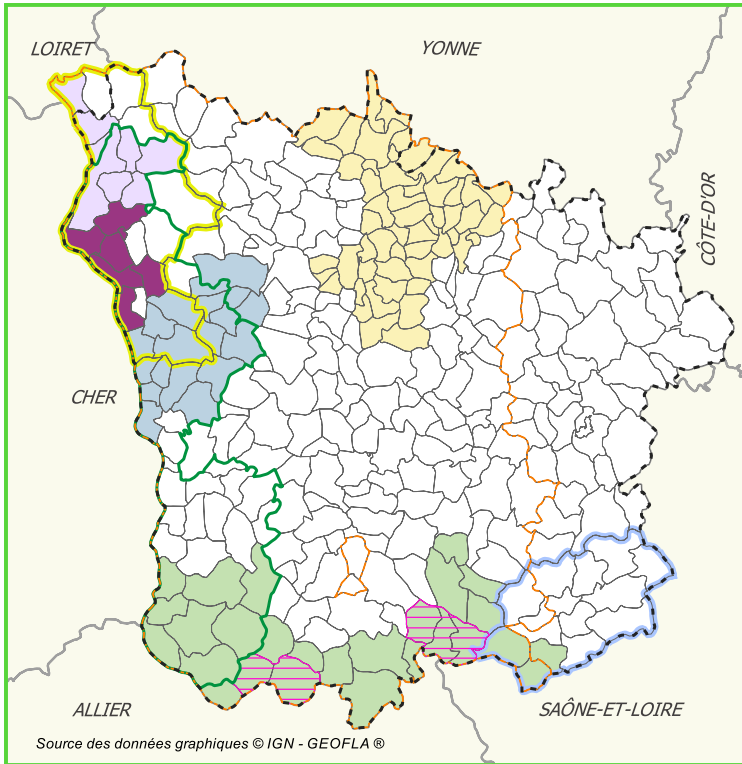 LOIRET
YONNE
CÔTE-D'OR
CHER
ALLIER
SAÔNE-ET-LOIRE
Source des données graphiques © IGN - GEOFLA ®